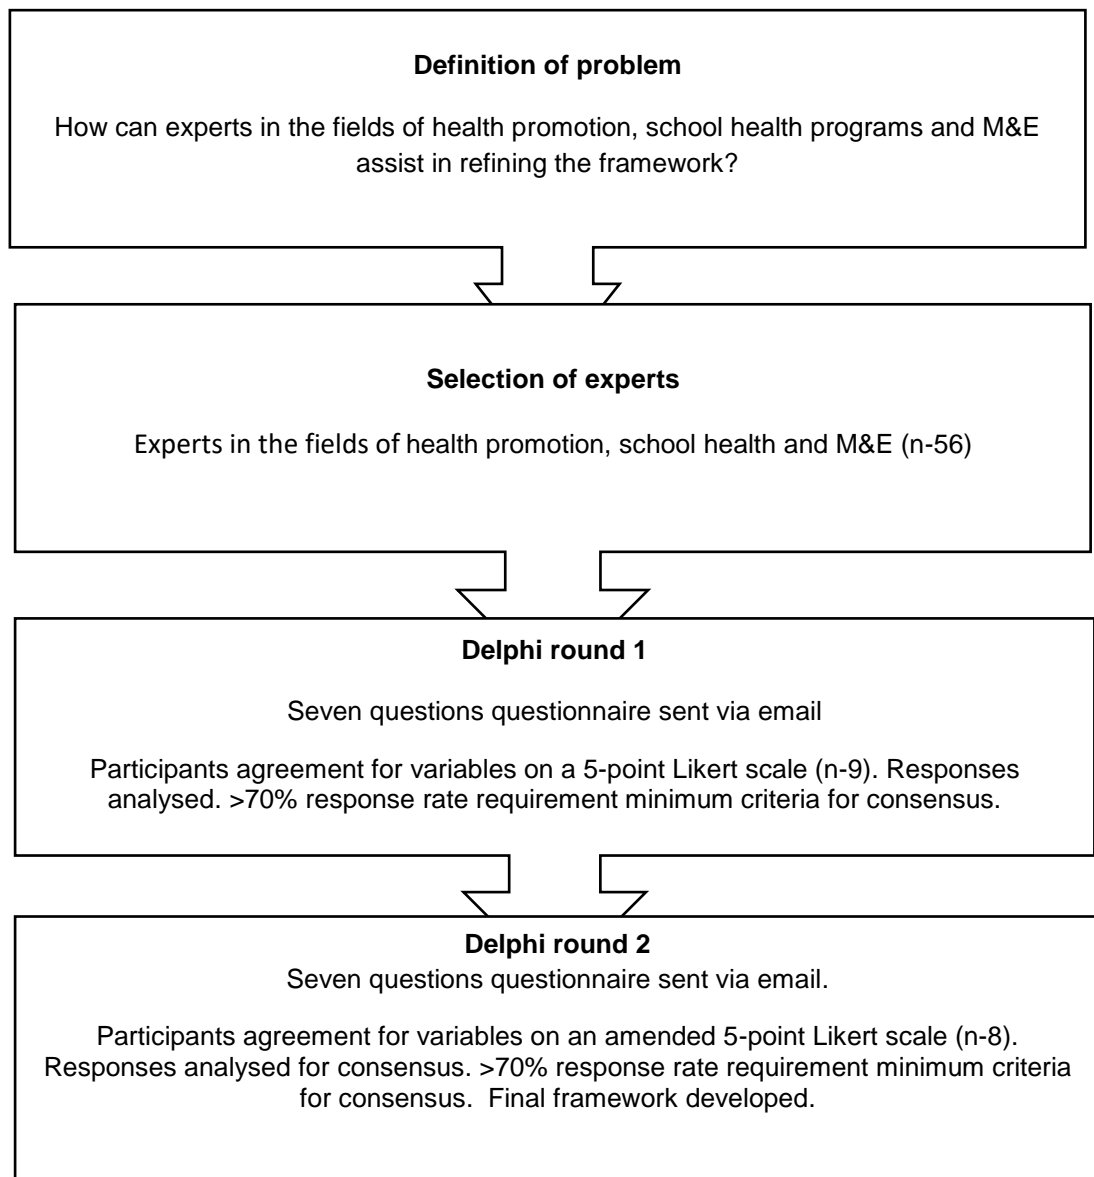 Definition of problem
How can experts in the fields of health promotion, school health programs and M&E
assist in refining the framework?
Selection of experts
Experts in the fields of health promotion, school health and M&E (n-56)
Delphi round 1
Seven questions questionnaire sent via email
Participants agreement for variables on a 5-point Likert scale (n-9). Responses
analysed. >70% response rate requirement minimum criteria for consensus.
Delphi round 2
Seven questions questionnaire sent via email.
Participants agreement for variables on an amended 5-point Likert scale (n-8).
Responses analysed for consensus. >70% response rate requirement minimum criteria
for consensus.  Final framework developed.